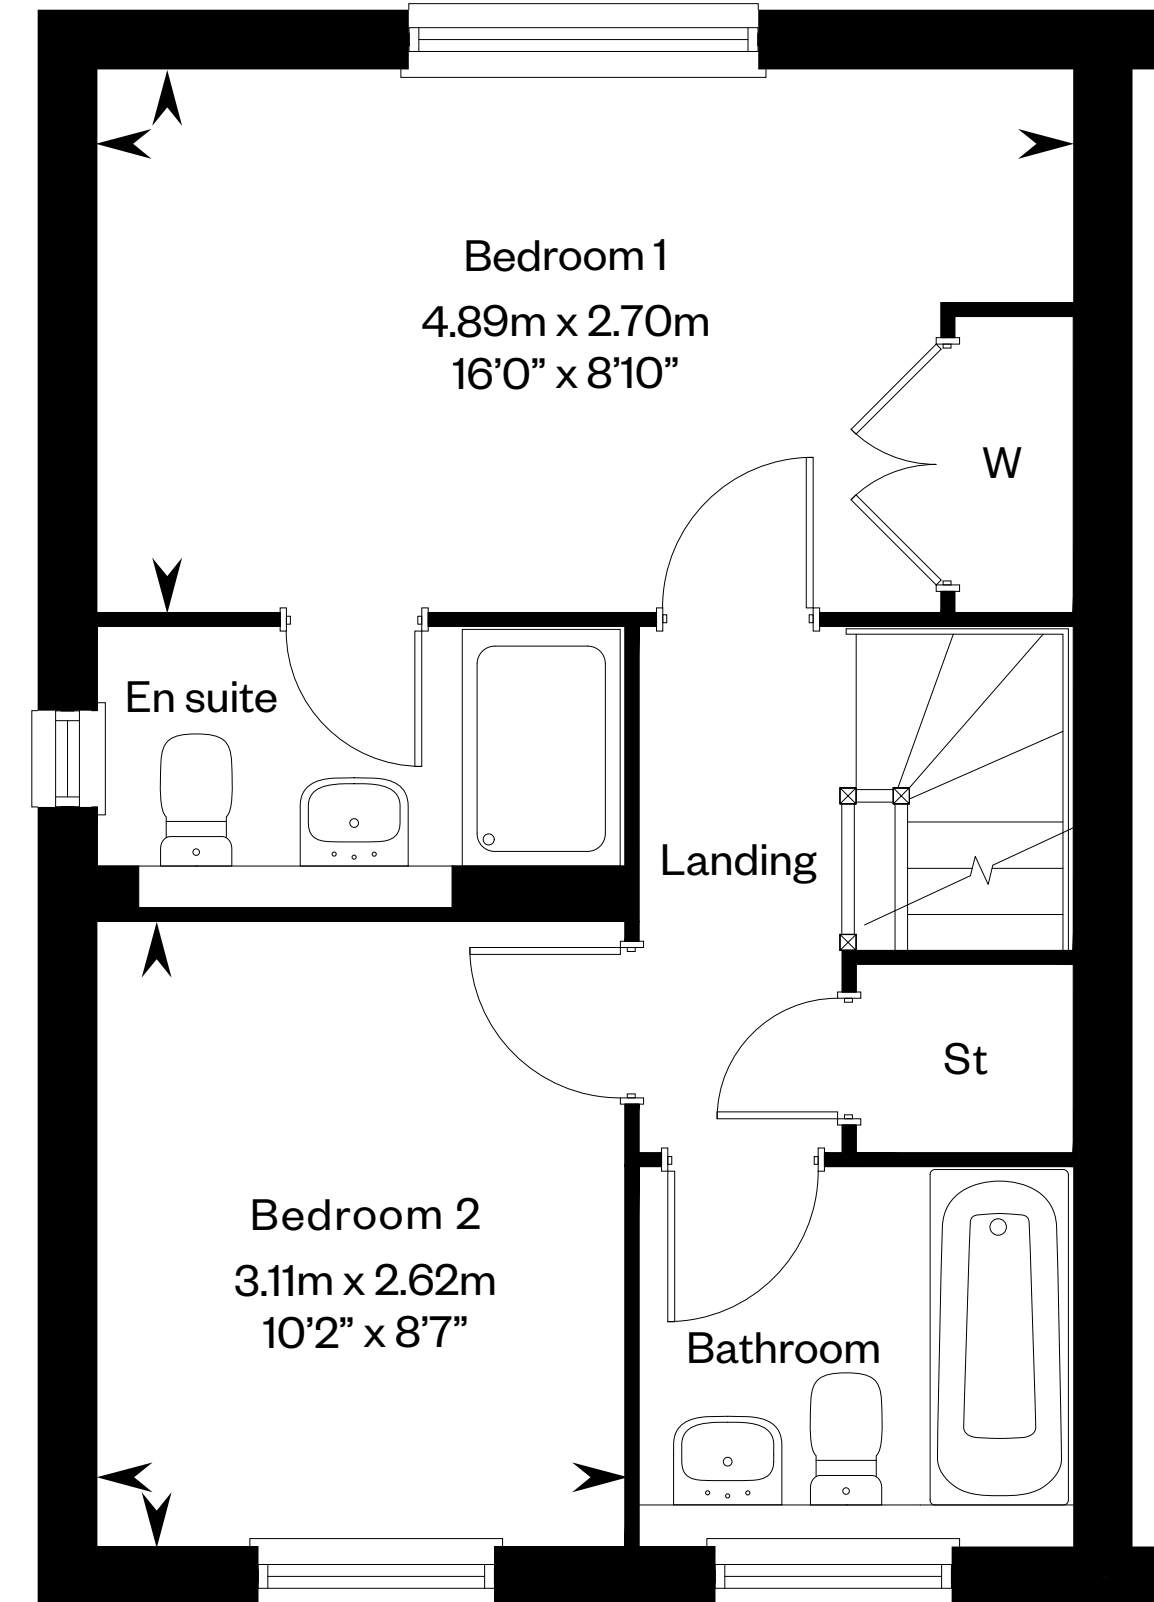 Bedroom 1
4.89m x 2.70m
16’0” x 8’10”
W
En suite
Landing
St
Bedroom 2
3.11m x 2.62m
10’2” x 8’7”
Bathroom